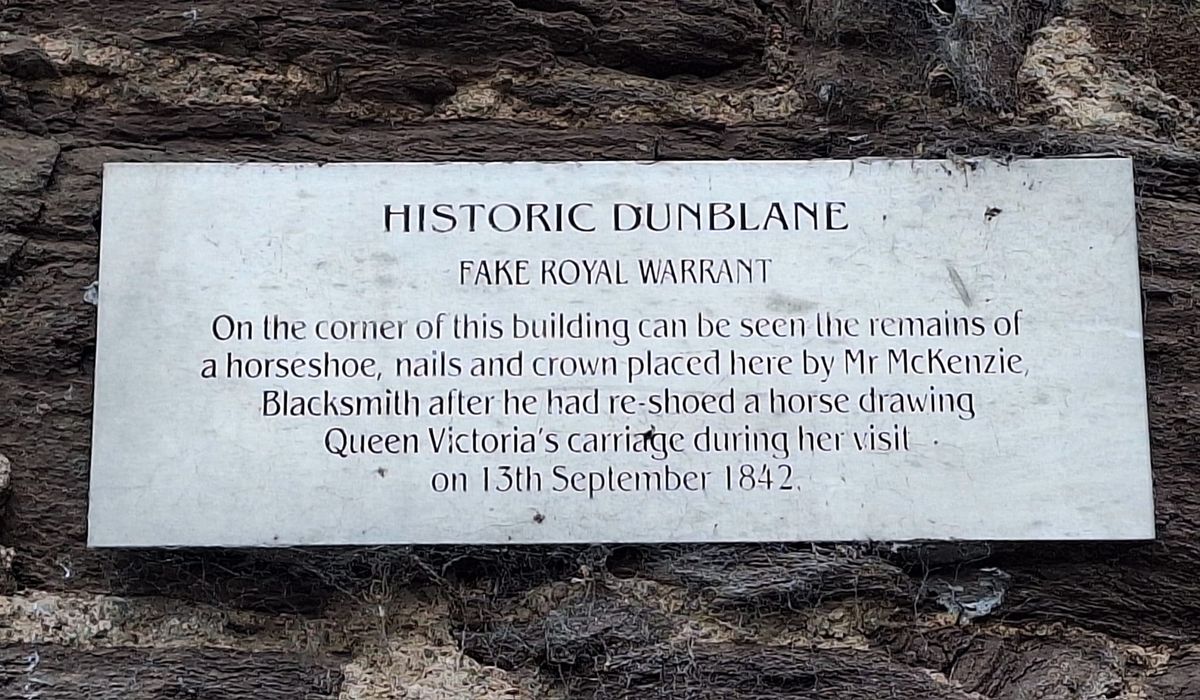 HISTORIC DUNBLANE
FAKE ROYAL WARRANT
On the corner of this building can be seen the remains of
a horseshoe, nails and crown placed here by Mr McKenzie,
Blacksmith after he had re-shoed a horse drawing
Queen Victoria's carriage during her visit
on 13th September 1842.